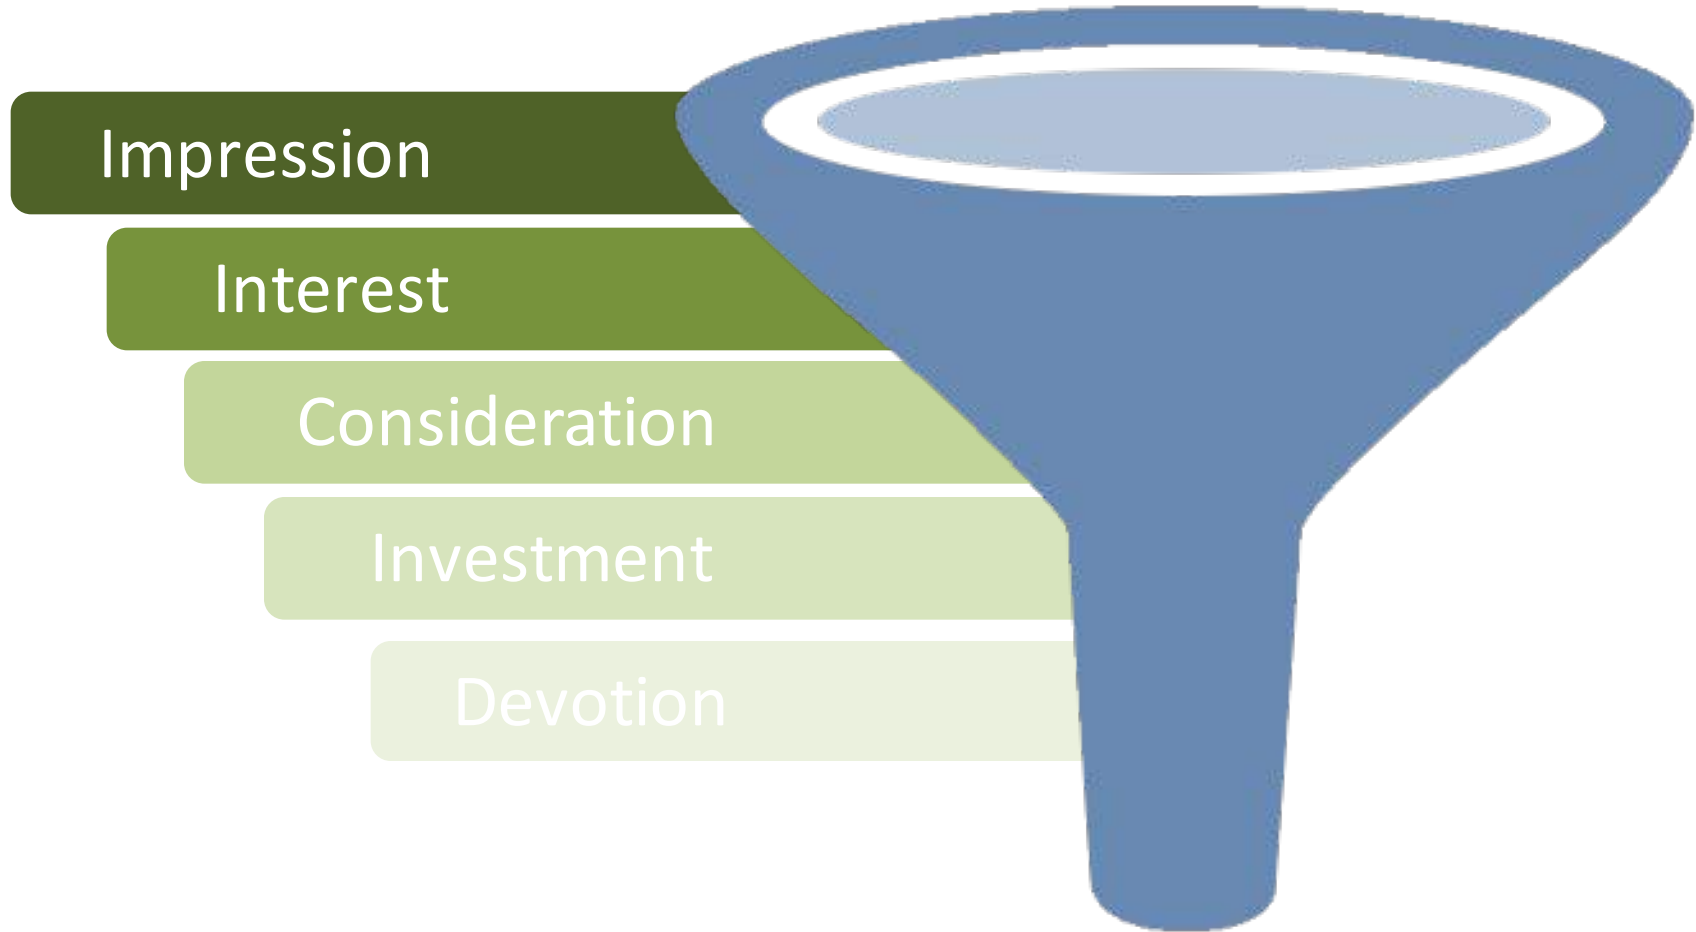 Impression
Interest
Consideration
Investment
Devotion